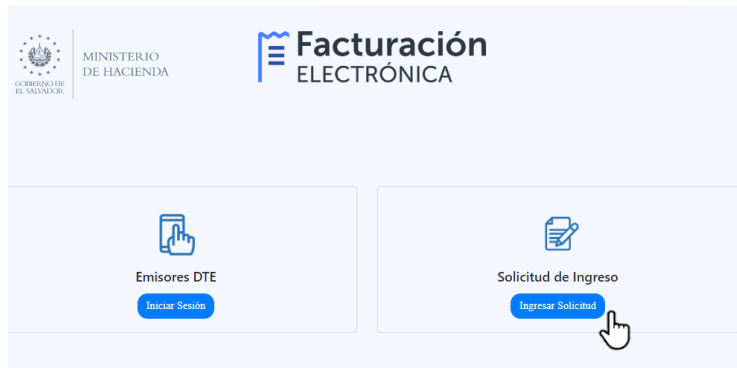 GOBIERNO DE
EL SALVADOR
MINISTERIO
DE HACIENDA
Facturación
ELECTRÓNICA
Emisores DTE
Iniciar Sesión
Solicitud de Ingreso
Ingresar Solicitud